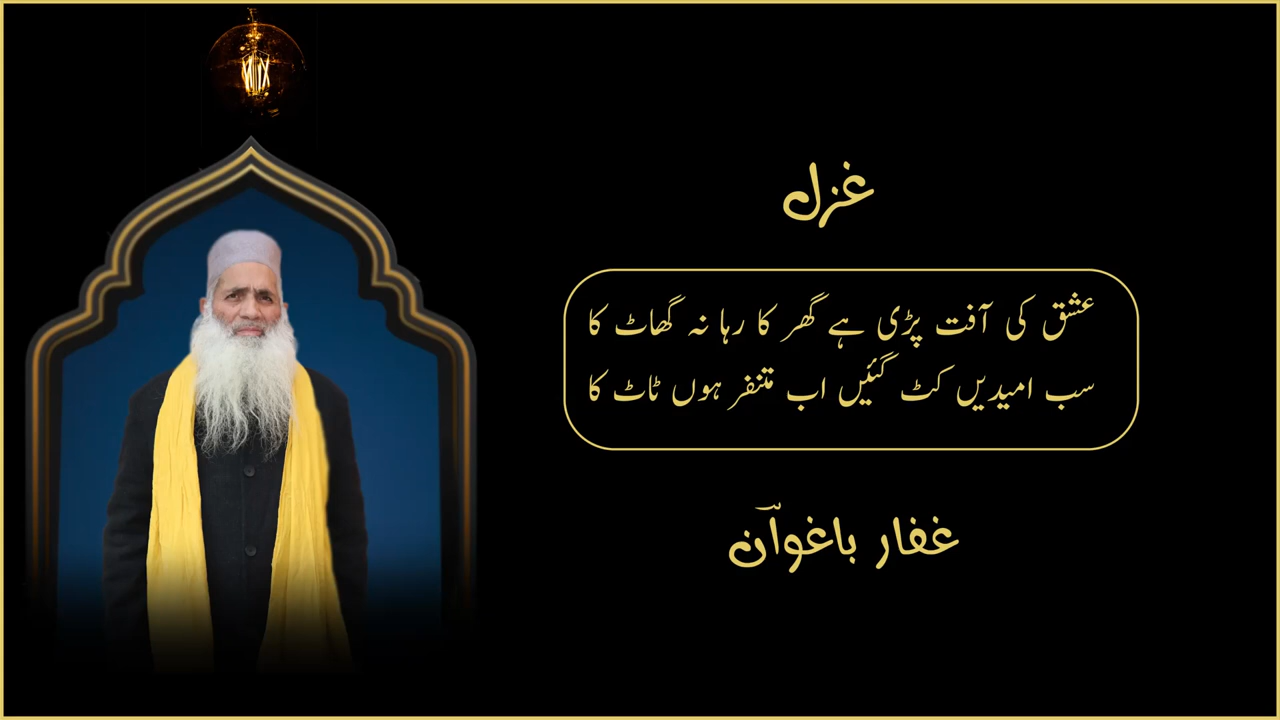 غزل
عشق کی آفت پڑی ہے گھر کا رہا نہ گھاٹ کا
سب امیدیں کٹ گئیں اب متنفر ہوں ٹاٹ کا
غفار باغوانؔ